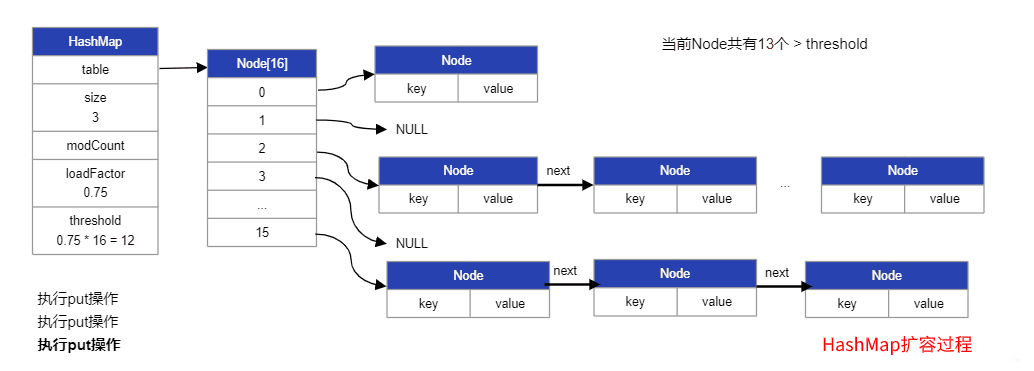 HashMap
table
size
3
modCount
loadFactor
0.75
threshold
0.75 * 16 = 12
Node[16]
0
1
2
3
...
15
当前Node共有13个 > threshold
Node
key value
NULL
Node
key value
next
Node
key value
...
Node
key value
NULL
Node
key value
next
Node
key value
next
Node
key value
执行put操作
执行put操作
执行put操作
HashMap扩容过程